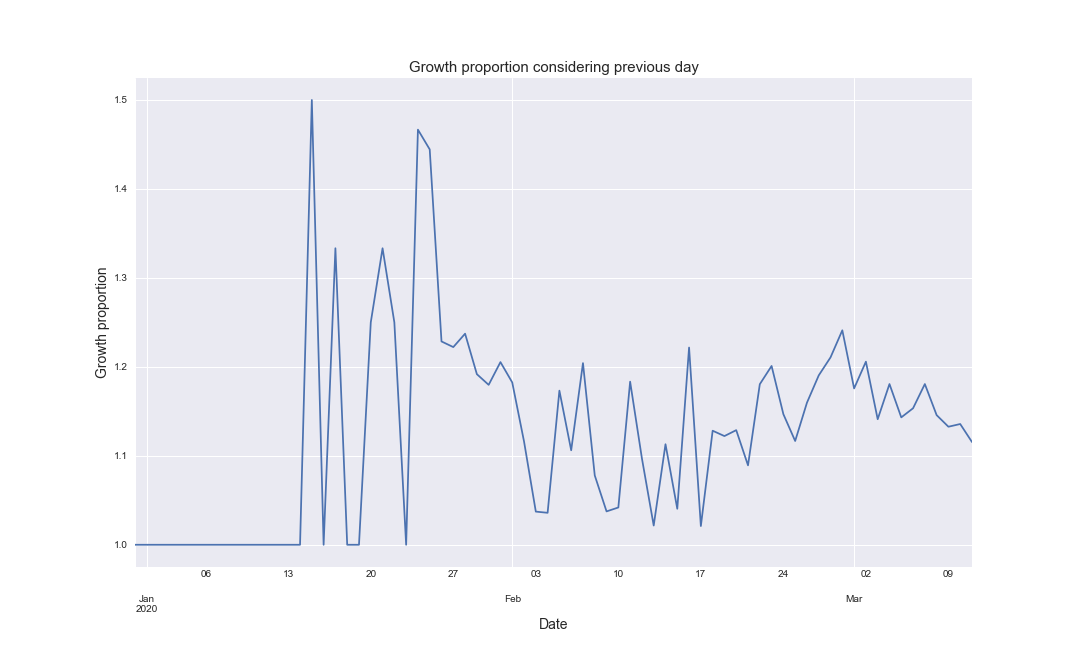 Growth proportion considering previous day
Growth proportion
1.5
1.4
1.3
1.2
1.1
1.0
06 13 20 27 03 10 17 24 02 09
Jan Feb Mar
2020
Date